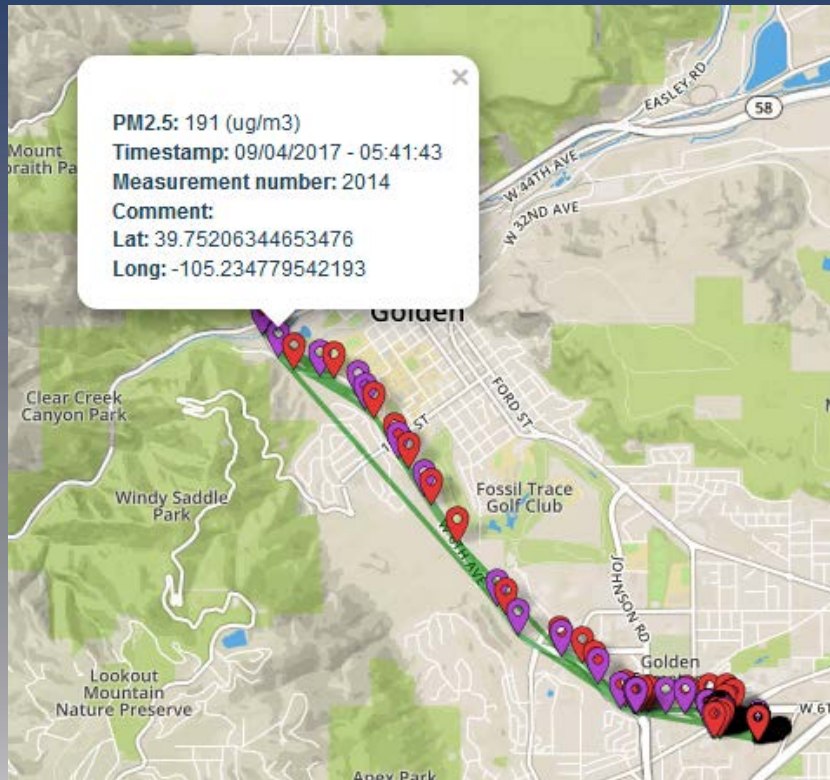 ×
PM2.5: 191 (ug/m3)
Timestamp: 09/04/2017 - 05:41:43
Measurement number: 2014
Comment:
Lat: 39.75206344653476
Long: -105.234779542193
EASLEY RD
58
Mount
W 44TH AVE
W 32ND AVE
Golden
Clear Creek
Canyon Park
FORD ST
ST
Windy Saddle
Park
Fossil Trace
Golf Club
W 6TH AVE
JOHNSON RD
Golden
Lookout
Mountain
Nature Preserve
W 6T
Apex Park